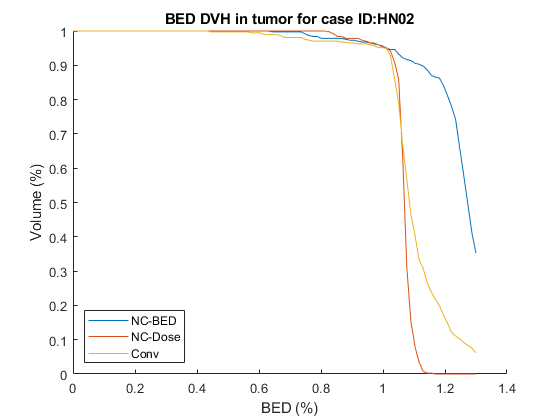 BED DVH in tumor for case ID:HN02
Volume (%)
1
0.9
0.8
0.7
0.6
0.5
0.4
0.3
0.2
0.1
0
NC-BED
NC-Dose
Conv
0 0.2 0.4 0.6 0.8 1 1.2 1.4
BED (%)